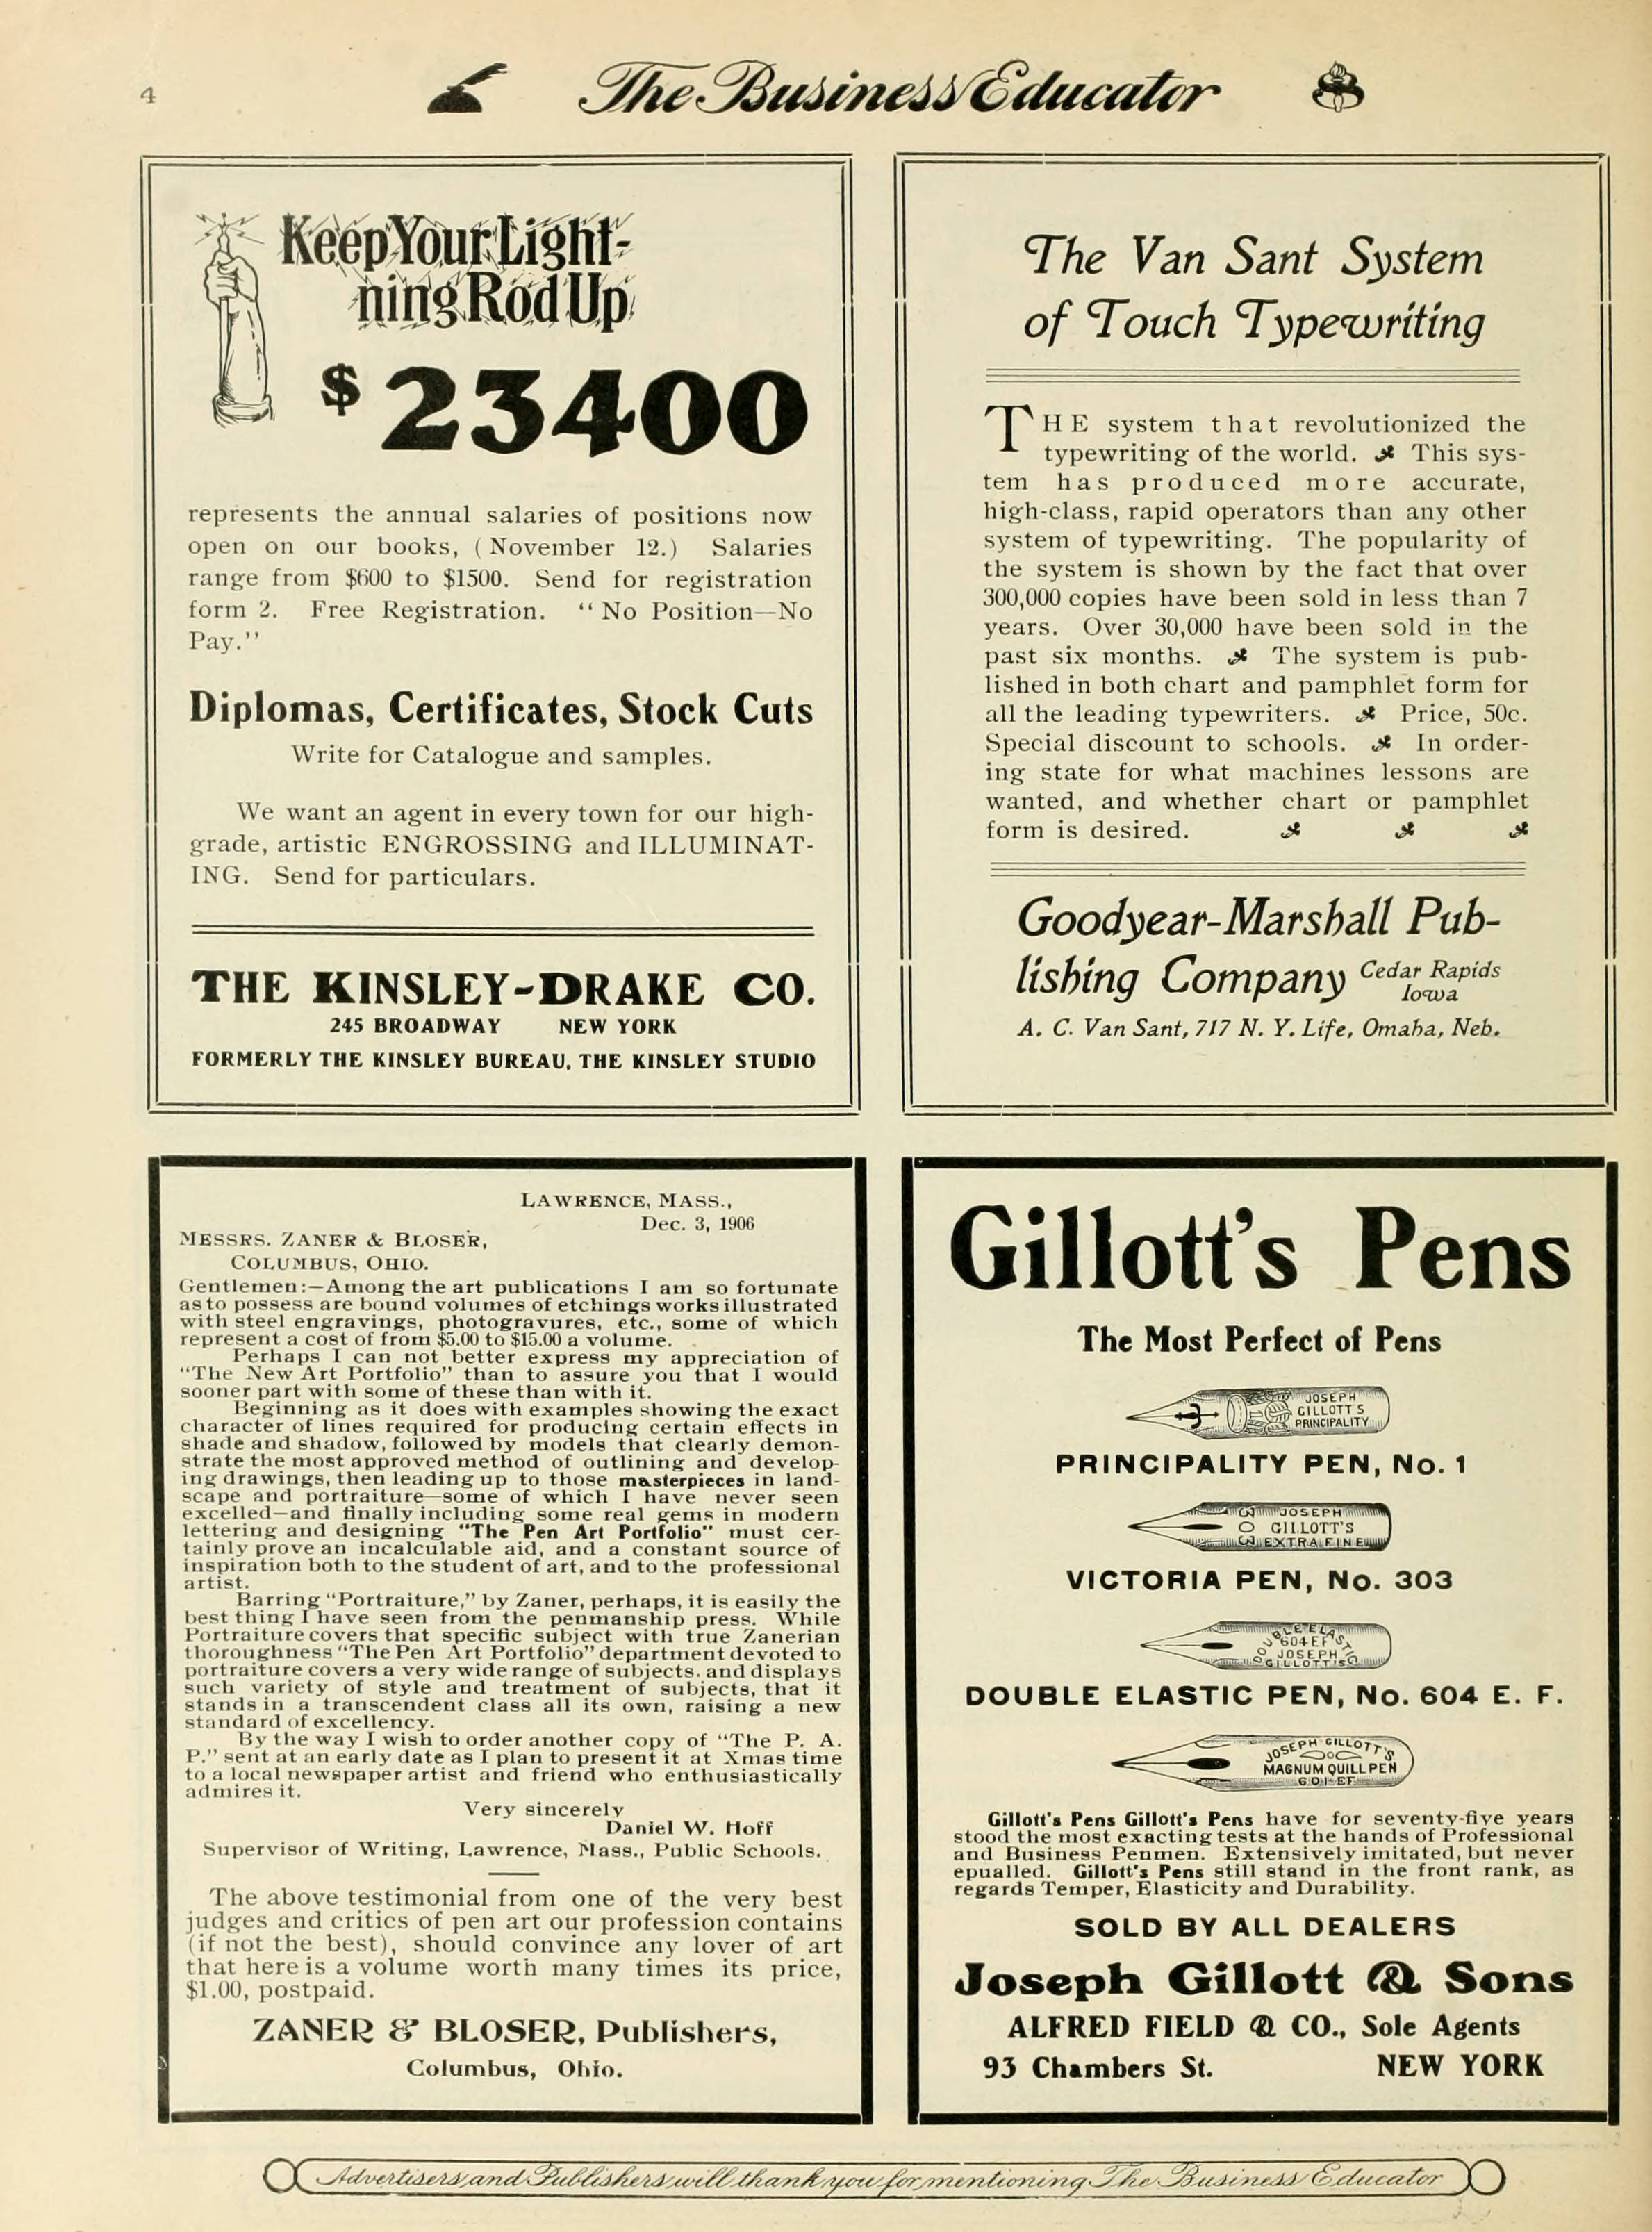 4
The Business Educator
Keep Your Light-
ning Rod Up
$23400
represents the annual salaries of positions now
open on our books, (November 12.) Salaries
range from $600 to $1500. Send for registration
form 2. Free Registration. "No Position—No
Pay."
Diplomas, Certificates, Stock Cuts
Write for Catalogue and samples.
We want an agent in every town for our high-
grade, artistic ENGROSSING and ILLUMINAT-
ING. Send for particulars.
THE KINSLEY-DRAKE CO.
245 BROADWAY NEW YORK
FORMERLY THE KINSLEY BUREAU, THE KINSLEY STUDIO
The Van Sant System
of Touch Typewriting
THE system that revolutionized the
typewriting of the world. This sys-
tem has produced more accurate,
high-class, rapid operators than any other
system of typewriting. The popularity of
the system is shown by the fact that over
300,000 copies have been sold in less than 7
years. Over 30,000 have been sold in the
past six months. The system is pub-
lished in both chart and pamphlet form for
all the leading typewriters. Price, 50c.
Special discount to schools. In order-
ing state for what machines lessons are
wanted, and whether chart or pamphlet
form is desired.
Goodyear-Marshall Pub-
lishing Company Cedar Rapids
Iowa
A. C. Van Sant, 717 N. Y. Life, Omaha, Neb.
LAWRENCE, MASS.,
Dec. 3, 1906
MESSRS. ZANER & BLOSER,
COLUMBUS, OHIO.
Gentlemen:—Among the art publications I am so fortunate
as to possess are bound volumes of etchings works illustrated
with steel engravings, photogravures, etc., some of which
represent a cost of from $5.00 to $15.00 a volume.
Perhaps I can not better express my appreciation of
"The New Art Portfolio" than to assure you that I would
sooner part with some of these than with it.
Beginning as it does with examples showing the exact
character of lines required for producing certain effects in
shade and shadow, followed by models that clearly demon-
strate the most approved method of outlining and develop-
ing drawings, then leading up to those masterpieces in land-
scape and portraiture—some of which I have never seen
excelled—and finally including some real gems in modern
lettering and designing "The Pen Art Portfolio" must cer-
tainly prove an incalculable aid, and a constant source of
inspiration both to the student of art, and to the professional
artist.
Barring "Portraiture," by Zaner, perhaps, it is easily the
best thing I have seen from the penmanship press. While
Portraiture covers that specific subject with true Zanerian
thoroughness "The Pen Art Portfolio" department devoted to
portraiture covers a very wide range of subjects. and displays
such variety of style and treatment of subjects, that it
stands in a transcendent class all its own, raising a new
standard of excellency.
By the way I wish to order another copy of "The P. A.
P." sent at an early date as I plan to present it at Xmas time
to a local newspaper artist and friend who enthusiastically
admires it.
Very sincerely
Daniel W. Hoff
Supervisor of Writing, Lawrence, Mass., Public Schools.
The above testimonial from one of the very best
judges and critics of pen art our profession contains
(if not the best), should convince any lover of art
that here is a volume worth many times its price,
$1.00, postpaid.
ZANER & BLOSER, Publishers,
Columbus, Ohio.
Gillott's Pens
The Most Perfect of Pens
JOSEPH
GILLOTT'S
PRINCIPALITY
PRINCIPALITY PEN, No. 1
303
JOSEPH
GILLOTT'S
EXTRA FINE
VICTORIA PEN, No. 303
DOUBLE ELASTIC
604 EF
JOSEPH
GILLOTT'S
DOUBLE ELASTIC PEN, No. 604 E. F.
JOSEPH GILLOTT'S
MAGNUM QUILL PEN
601 EF
Gillott's Pens Gillott's Pens have for seventy-five years
stood the most exacting tests at the hands of Professional
and Business Penmen. Extensively imitated, but never
epualled. Gillott's Pens still stand in the front rank, as
regards Temper, Elasticity and Durability.
SOLD BY ALL DEALERS
Joseph Gillott & Sons
ALFRED FIELD & CO., Sole Agents
93 Chambers St. NEW YORK
Advertisers and Publishers will thank you for mentioning The Business Educator